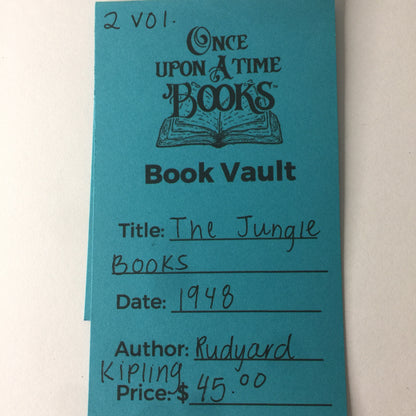 2 VOl.
ONCE
UPON A TIME
BOOKS™
Book Vault
Title: The Jungle
BOOKS
Date: 1948
Author: Rudyard
Kipling
Price: $ 45.00